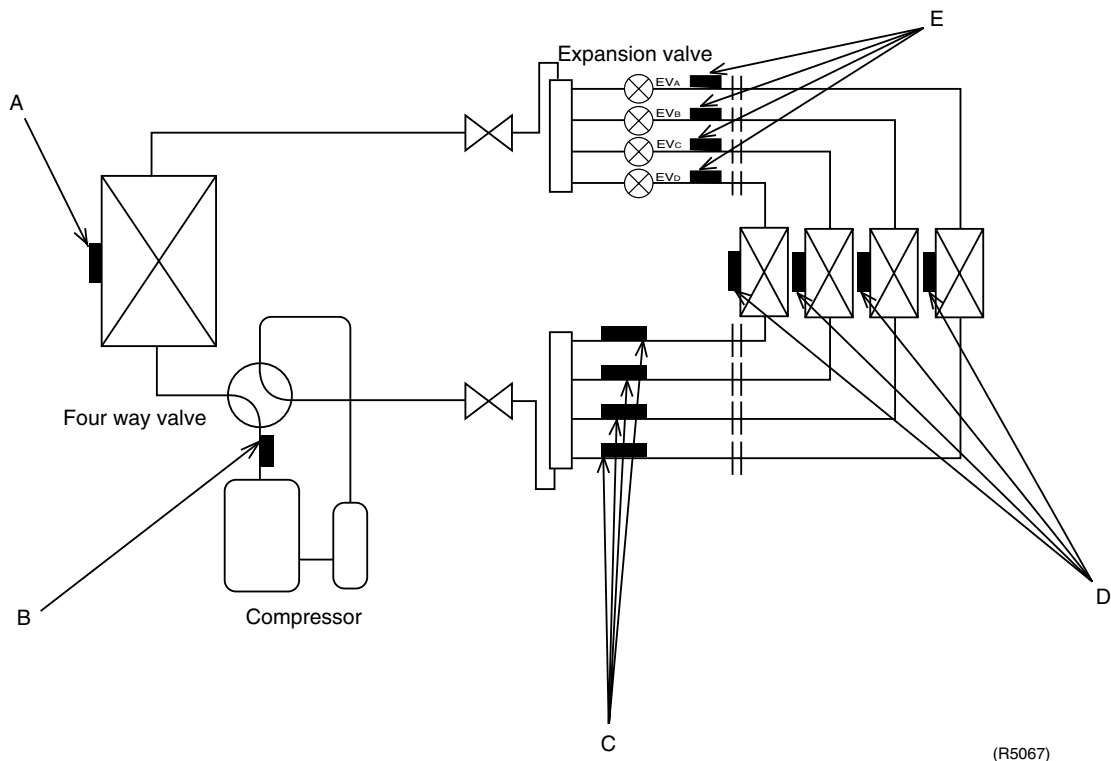 E
Expansion valve
A
EVA
EVB
EVC
EVD
Four way valve
B
Compressor
D
C
(R5067)